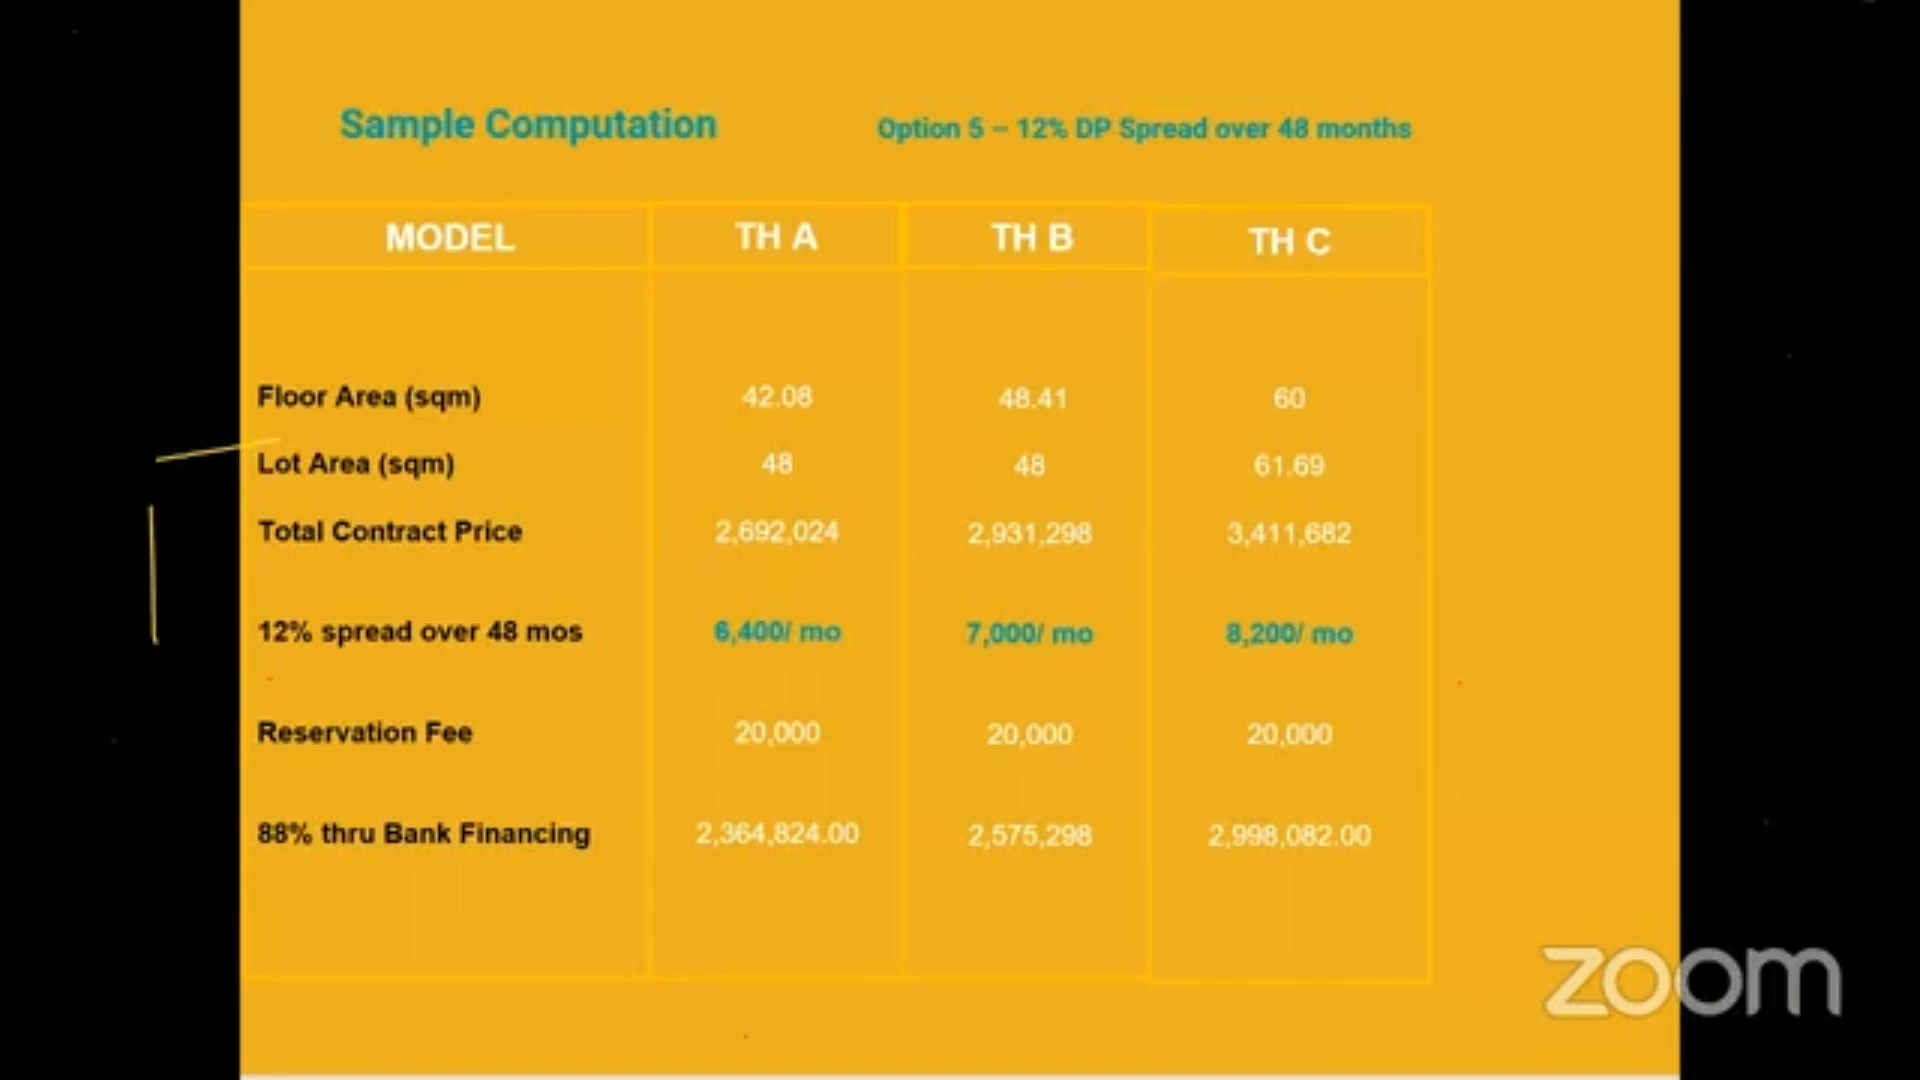 Sample Computation Option 5 – 12% DP Spread over 48 months
MODEL TH A TH B TH C
Floor Area (sqm) 42.08 48.41 60
Lot Area (sqm) 48 48 61.69
Total Contract Price 2,692,024 2,931,298 3,411,682
12% spread over 48 mos 6,400/ mo 7,000/ mo 8,200/ mo
Reservation Fee 20,000 20,000 20,000
88% thru Bank Financing 2,364,824.00 2,575,298 2,998,082.00
zoom